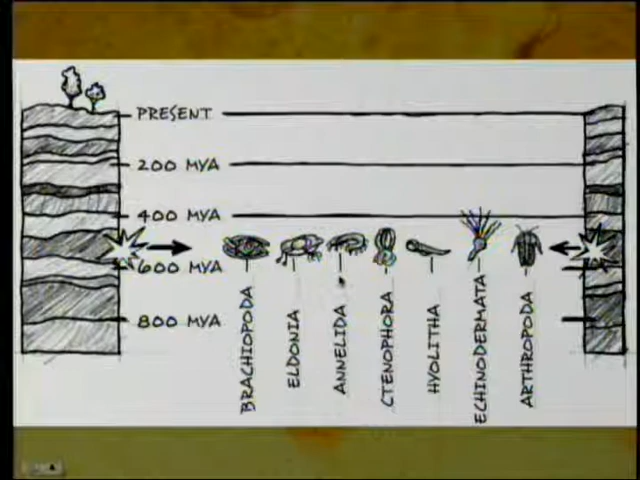 PRESENT
200 MYA
400 MYA
600 MYA
800 MYA
BRACHIOPODA
ELDONIA
ANNELIDA
CTENOPHORA
HYOLITHA
ECHINODERMATA
ARTHROPODA